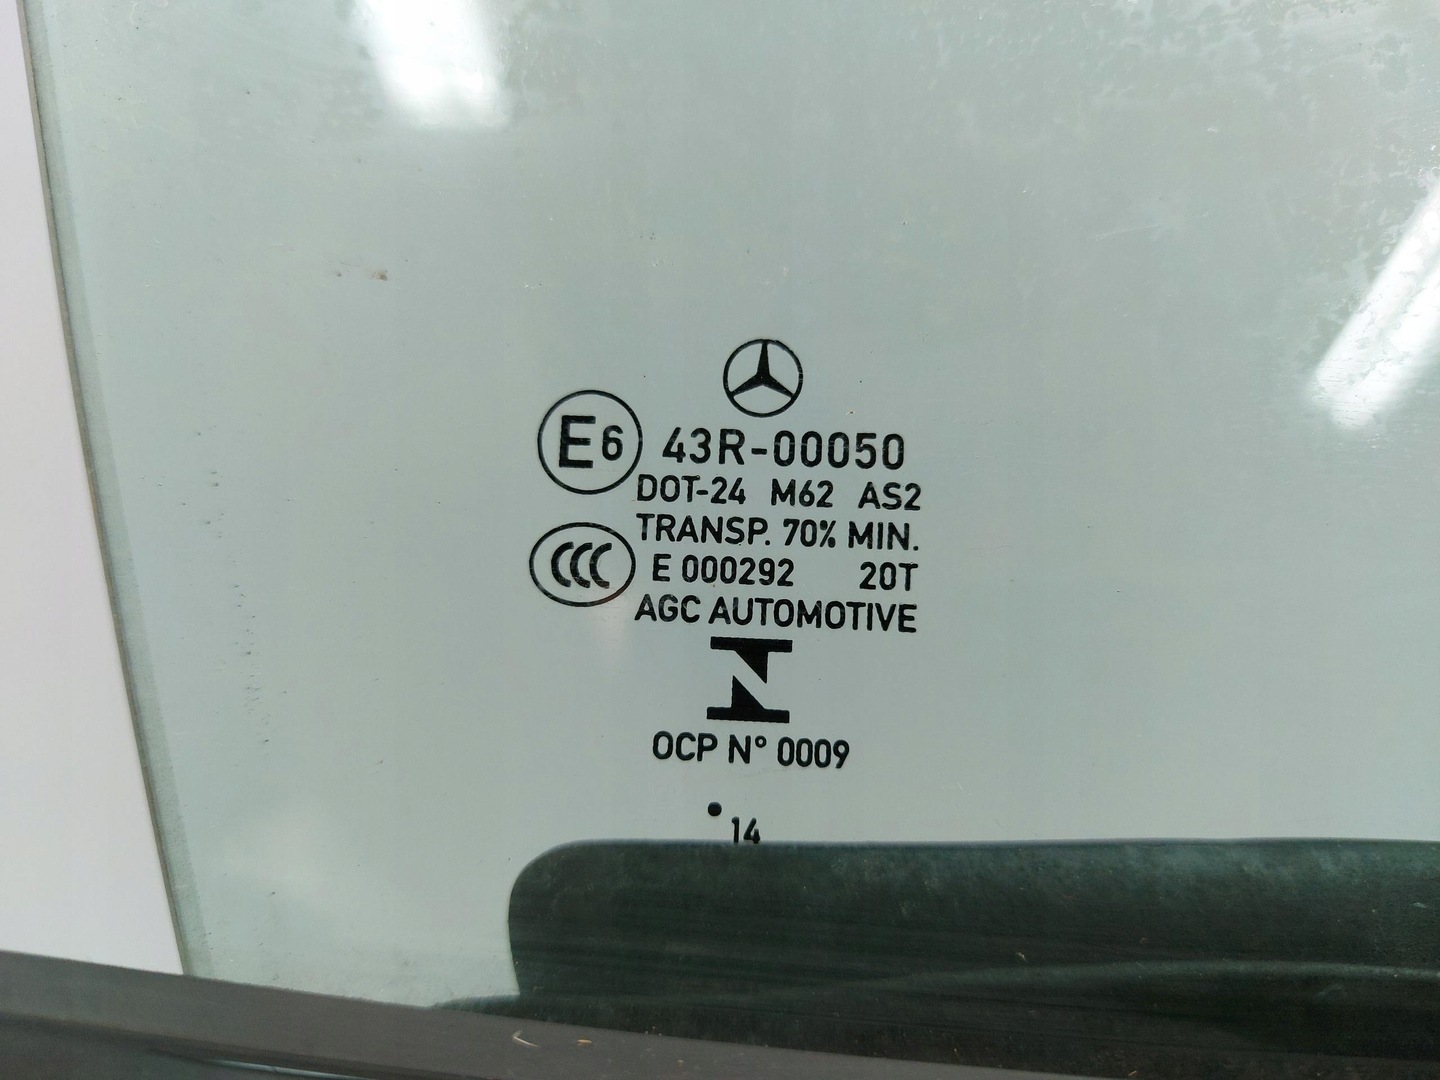 E6 43R-00050
DOT-24 M62 AS2
TRANSP. 70% MIN.
CCC E 000292 20T
AGC AUTOMOTIVE
N
OCP N° 0009
. 14